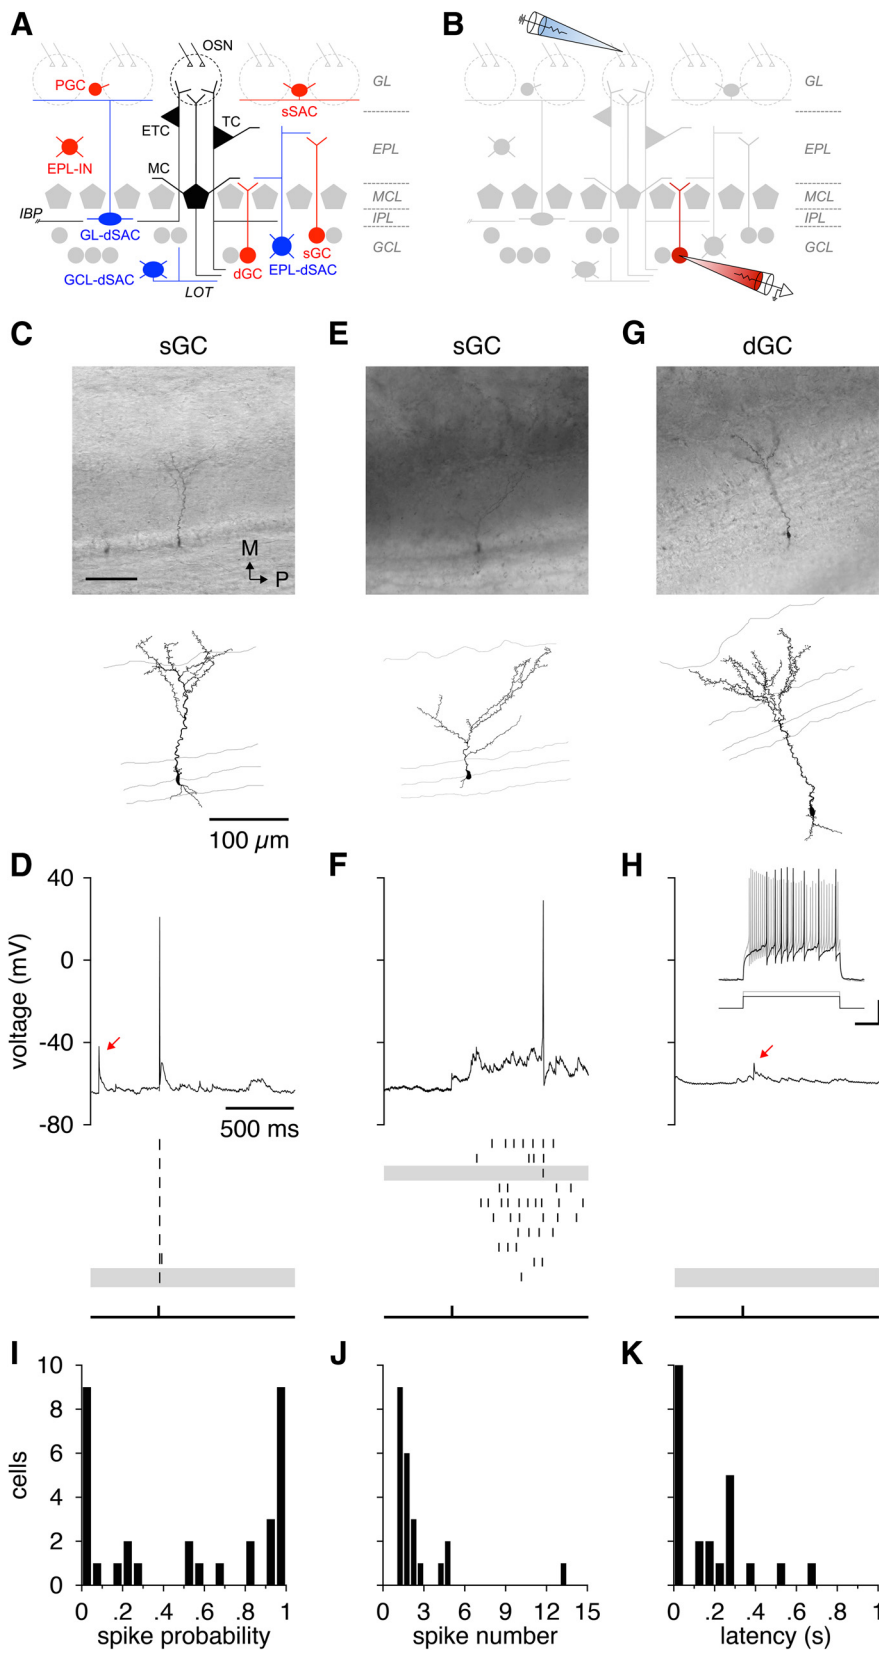 A
B
OSN
PGC
sSAC
GL
ETC
TC
EPL
EPL-IN
MC
MCL
IBP
IPL
GL-dSAC
GCL
sGC
GCL-dSAC
dGC
EPL-dSAC
LOT
GL
EPL
MCL
IPL
GCL
C
sGC
E
sGC
G
dGC
M
P
100 µm
D
F
H
voltage (mV)
40
0
-40
-80
500 ms
I
J
K
cells
10
8
6
4
2
0
0 .2 .4 .6 .8 1
spike probability
0 3 6 9 12 15
spike number
0 .2 .4 .6 .8 1
latency (s)